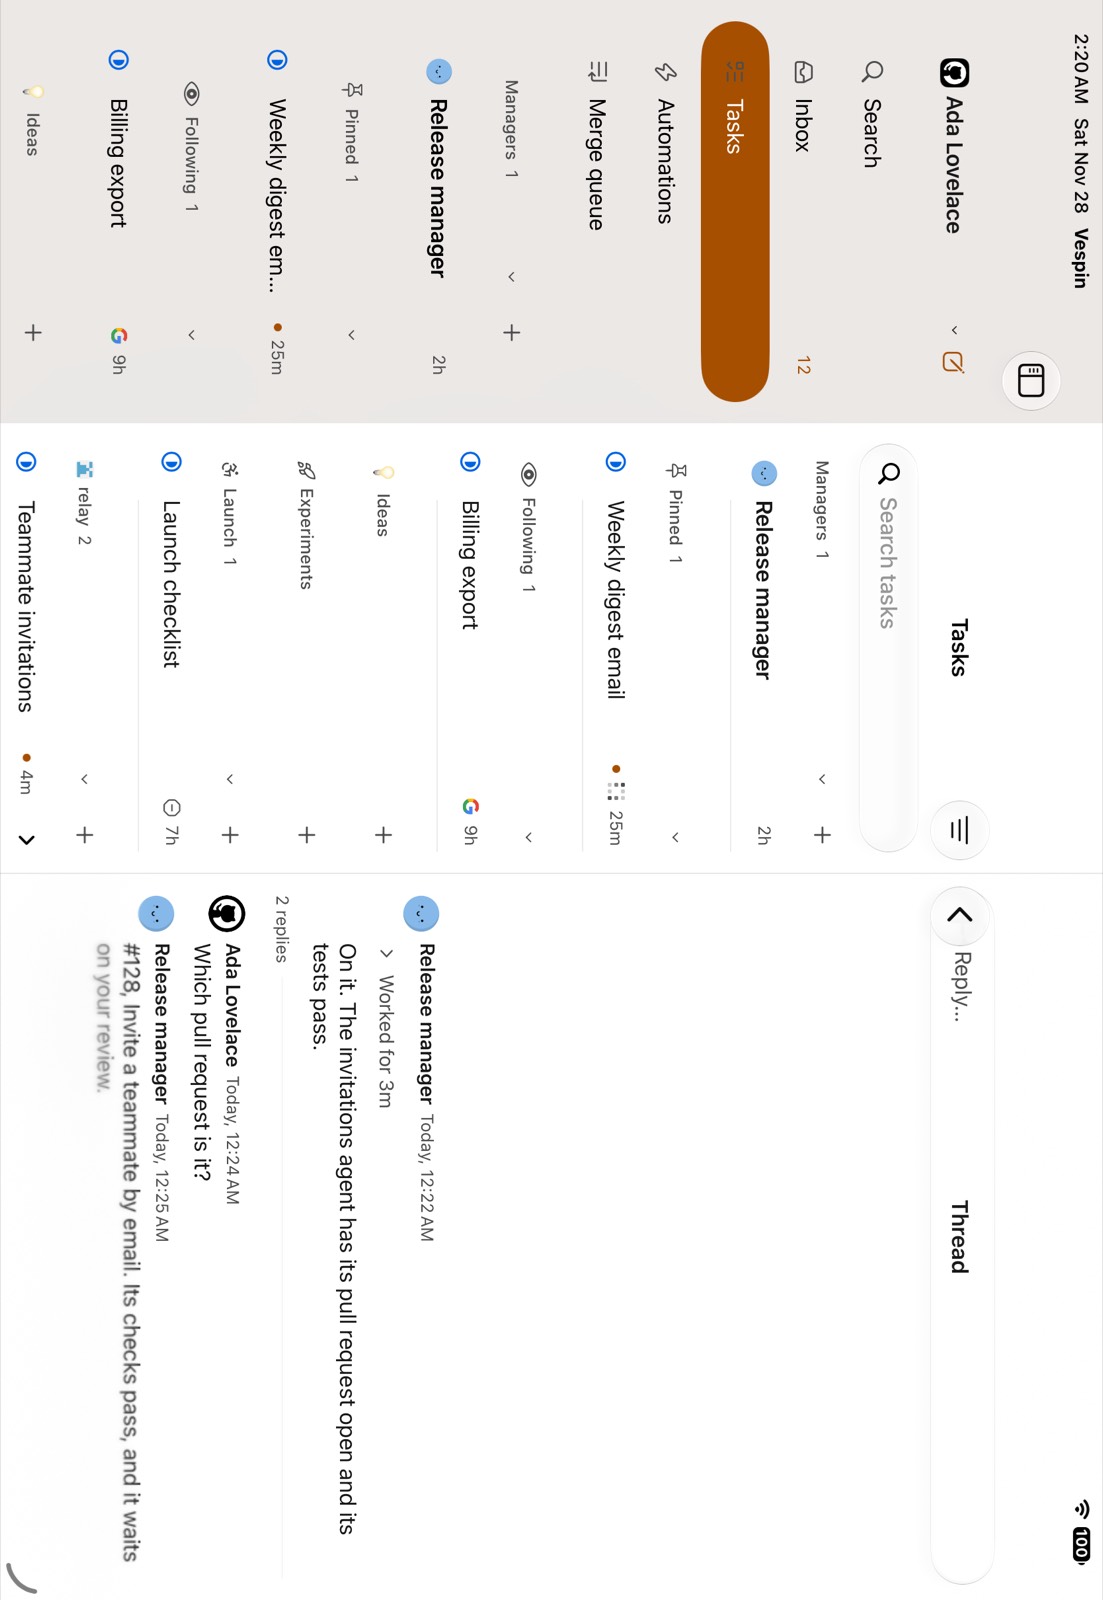 2:20 AM Sat Nov 28 Vespin
100
Ada Lovelace
Search
Inbox 12
Tasks
Automations
Merge queue
Managers 1
Release manager 2h
Pinned 1
Weekly digest em... 25m
Following 1
Billing export 9h
Ideas
Tasks
Search tasks
Managers 1
Release manager 2h
Pinned 1
Weekly digest email 25m
Following 1
Billing export 9h
Ideas
Experiments
Launch 1
Launch checklist 7h
relay 2
Teammate invitations 4m
Reply... Thread
Release manager Today, 12:22 AM
Worked for 3m
On it. The invitations agent has its pull request open and its
tests pass.
2 replies
Ada Lovelace Today, 12:24 AM
Which pull request is it?
Release manager Today, 12:25 AM
#128, Invite a teammate by email. Its checks pass, and it waits
on your review.